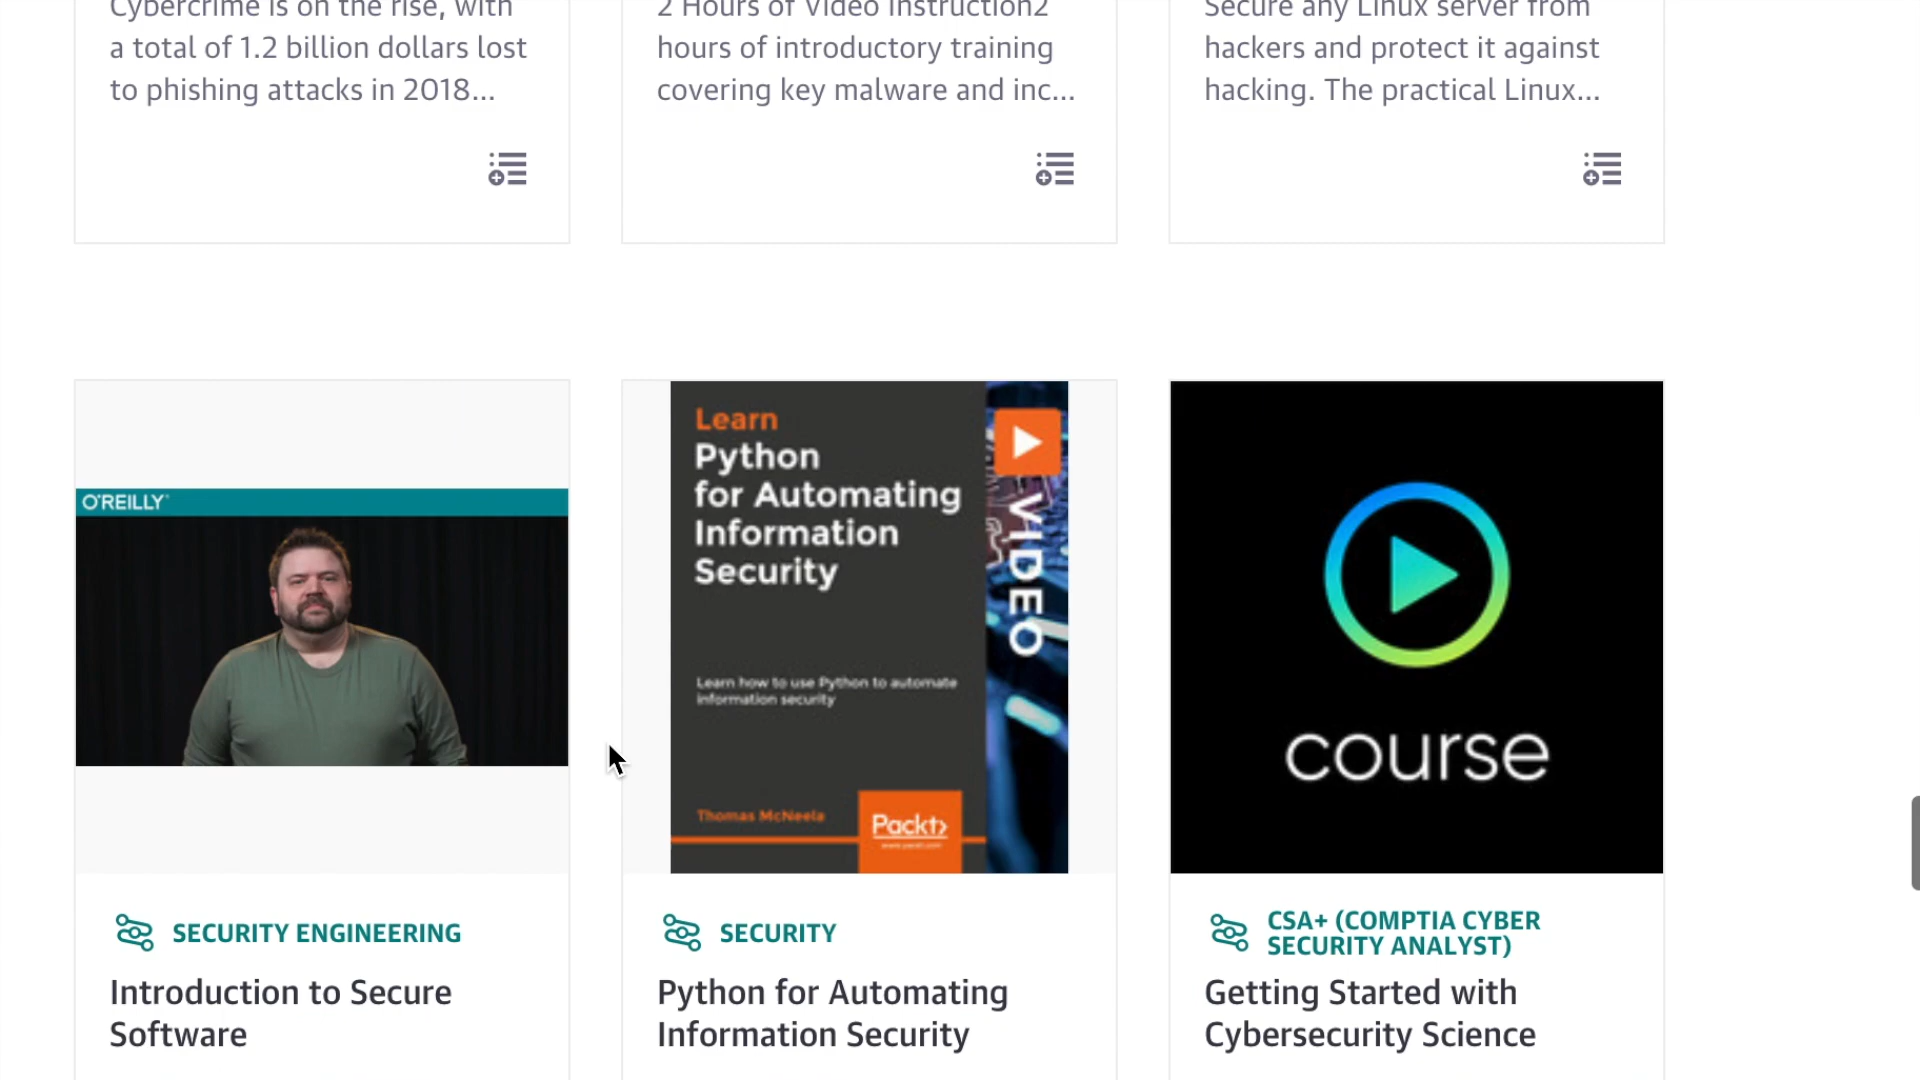 Cybercrime is on the rise, with
a total of 1.2 billion dollars lost
to phishing attacks in 2018...
2 Hours of Video Instruction2
hours of introductory training
covering key malware and inc...
Secure any Linux server from
hackers and protect it against
hacking. The practical Linux...
O'REILLY®
Learn
Python
for Automating
Information
Security
VIDEO
Learn how to use Python to automate
information security
Thomas McNeela
Packt>
www.packt.com
course
SECURITY ENGINEERING
Introduction to Secure
Software
SECURITY
Python for Automating
Information Security
CSA+ (COMPTIA CYBER
SECURITY ANALYST)
Getting Started with
Cybersecurity Science